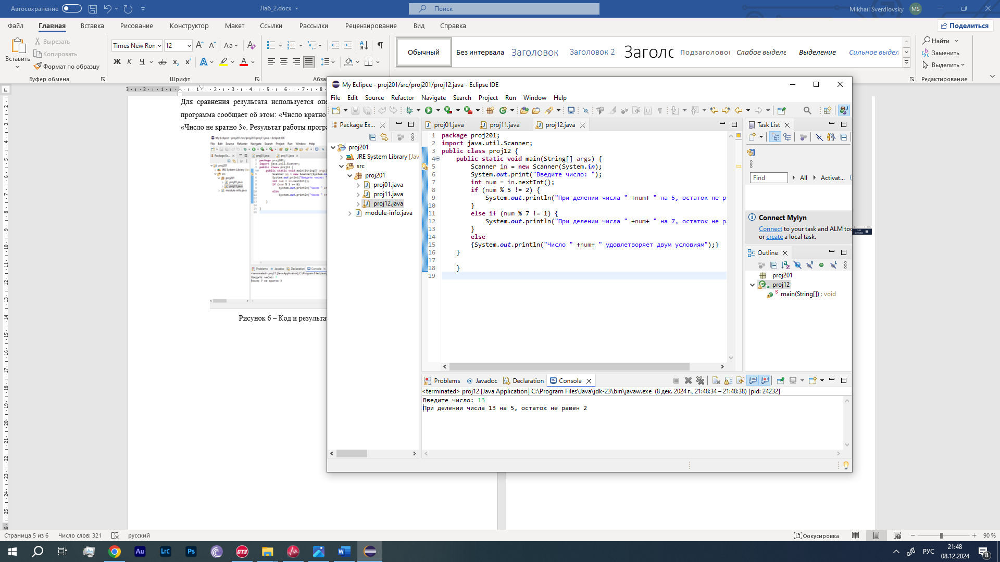 Автосохранение
Лаб_2.docx
Поиск
Mikhail Sverdlovsky
MS
Файл Главная Вставка Рисование Конструктор Макет Ссылки Рассылки Рецензирование Вид Справка
Поделиться
Вставить
Вырезать
Копировать
Формат по образцу
Буфер обмена
Times New Ron 12
Шрифт
Абза
Обычный
Без интервала
Заголовок
Заголовок 2
Заголо
Подзаголово
Слабое выделе
Выделение
Сильное выдел
Найти
Заменить
Выделить
Редактирование
Для сравнения результата используется опе
программа сообщает об этом: «Число кратно
«Число не кратно 3». Результат работы програ
Рисунок 6 – Код и результат
My Eclipce - proj201/src/proj201/proj12.java - Eclipse IDE
File Edit Source Refactor Navigate Search Project Run Window Help
Package Ex...
proj201
JRE System Library [Jav
src
proj201
proj01.java
proj11.java
proj12.java
module-info.java
proj01.java proj11.java proj12.java
1 package proj201;
2 import java.util.Scanner;
3 public class proj12 {
4 public static void main(String[] args) {
5 Scanner in = new Scanner(System.in);
6 System.out.print("Введите число: ");
7 int num = in.nextInt();
8 if (num % 5 != 2) {
9 System.out.println("При делении числа " +num+ " на 5, остаток не р
10 }
11 else if (num % 7 != 1) {
12 System.out.println("При делении числа " +num+ " на 7, остаток не р
13 }
14 else
15 {System.out.println("Число " +num+ " удовлетворяет двум условиям");}
16 }
17
18 }
19
Task List
Find
All
Activat...
Connect Mylyn
Connect to your task and ALM too
or create a local task.
Outline
proj201
proj12
main(String[]) : void
Problems Javadoc Declaration Console
<terminated> proj12 [Java Application] C:\Program Files\Java\jdk-23\bin\javaw.exe (8 дек. 2024 г., 21:48:34 – 21:48:38) [pid: 24232]
Введите число: 13
При делении числа 13 на 5, остаток не равен 2
Страница 5 из 6
Число слов: 321
русский
Фокусировка
90 %
РУС
21:48
08.12.2024
8